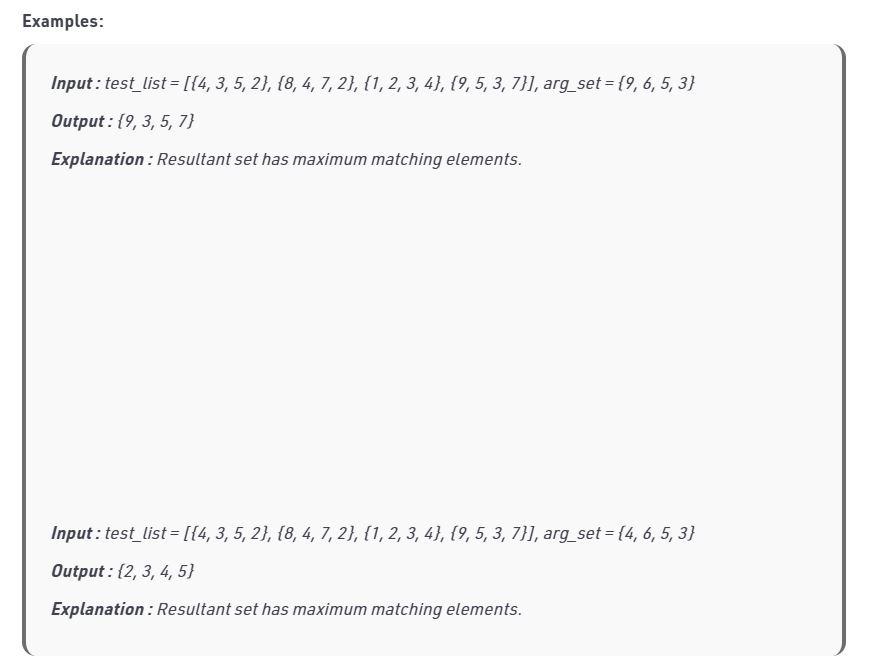 Examples:
Input : test_list = [{4, 3, 5, 2}, {8, 4, 7, 2}, {1, 2, 3, 4}, {9, 5, 3, 7}], arg_set = {9, 6, 5, 3}
Output : {9, 3, 5, 7}
Explanation : Resultant set has maximum matching elements.
Input : test_list = [{4, 3, 5, 2}, {8, 4, 7, 2}, {1, 2, 3, 4}, {9, 5, 3, 7}], arg_set = {4, 6, 5, 3}
Output : {2, 3, 4, 5}
Explanation : Resultant set has maximum matching elements.